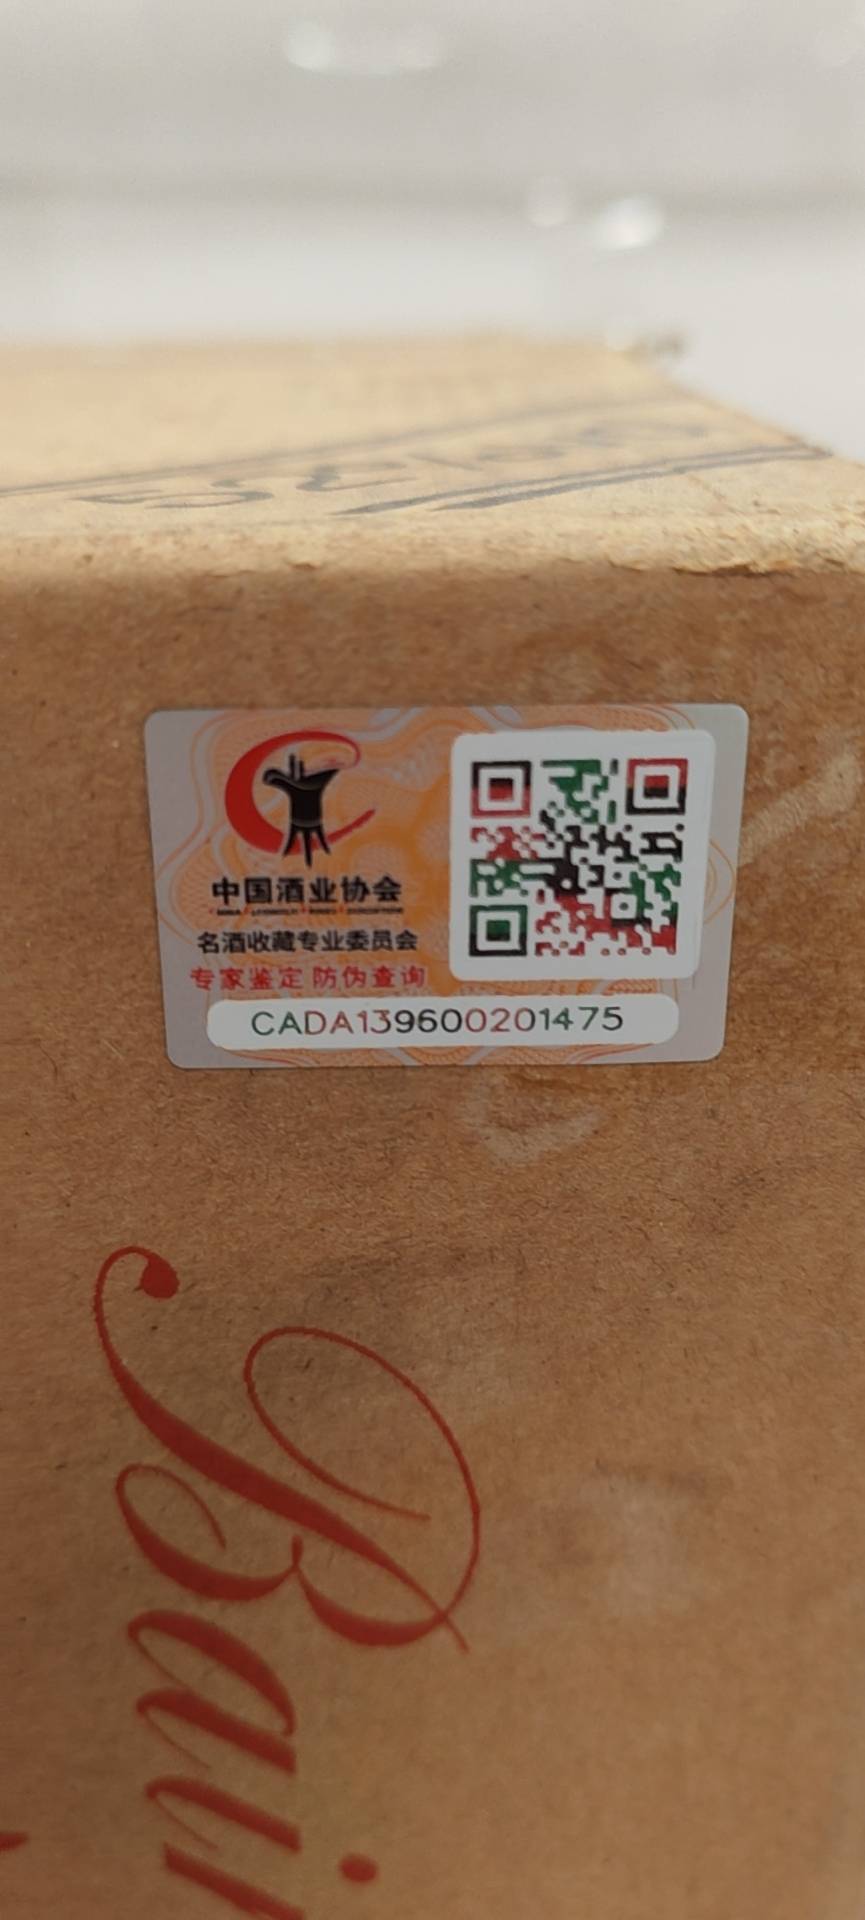 中国酒业协会
名酒收藏专业委员会
专家鉴定 防伪查询
CADA139600201475
Bai